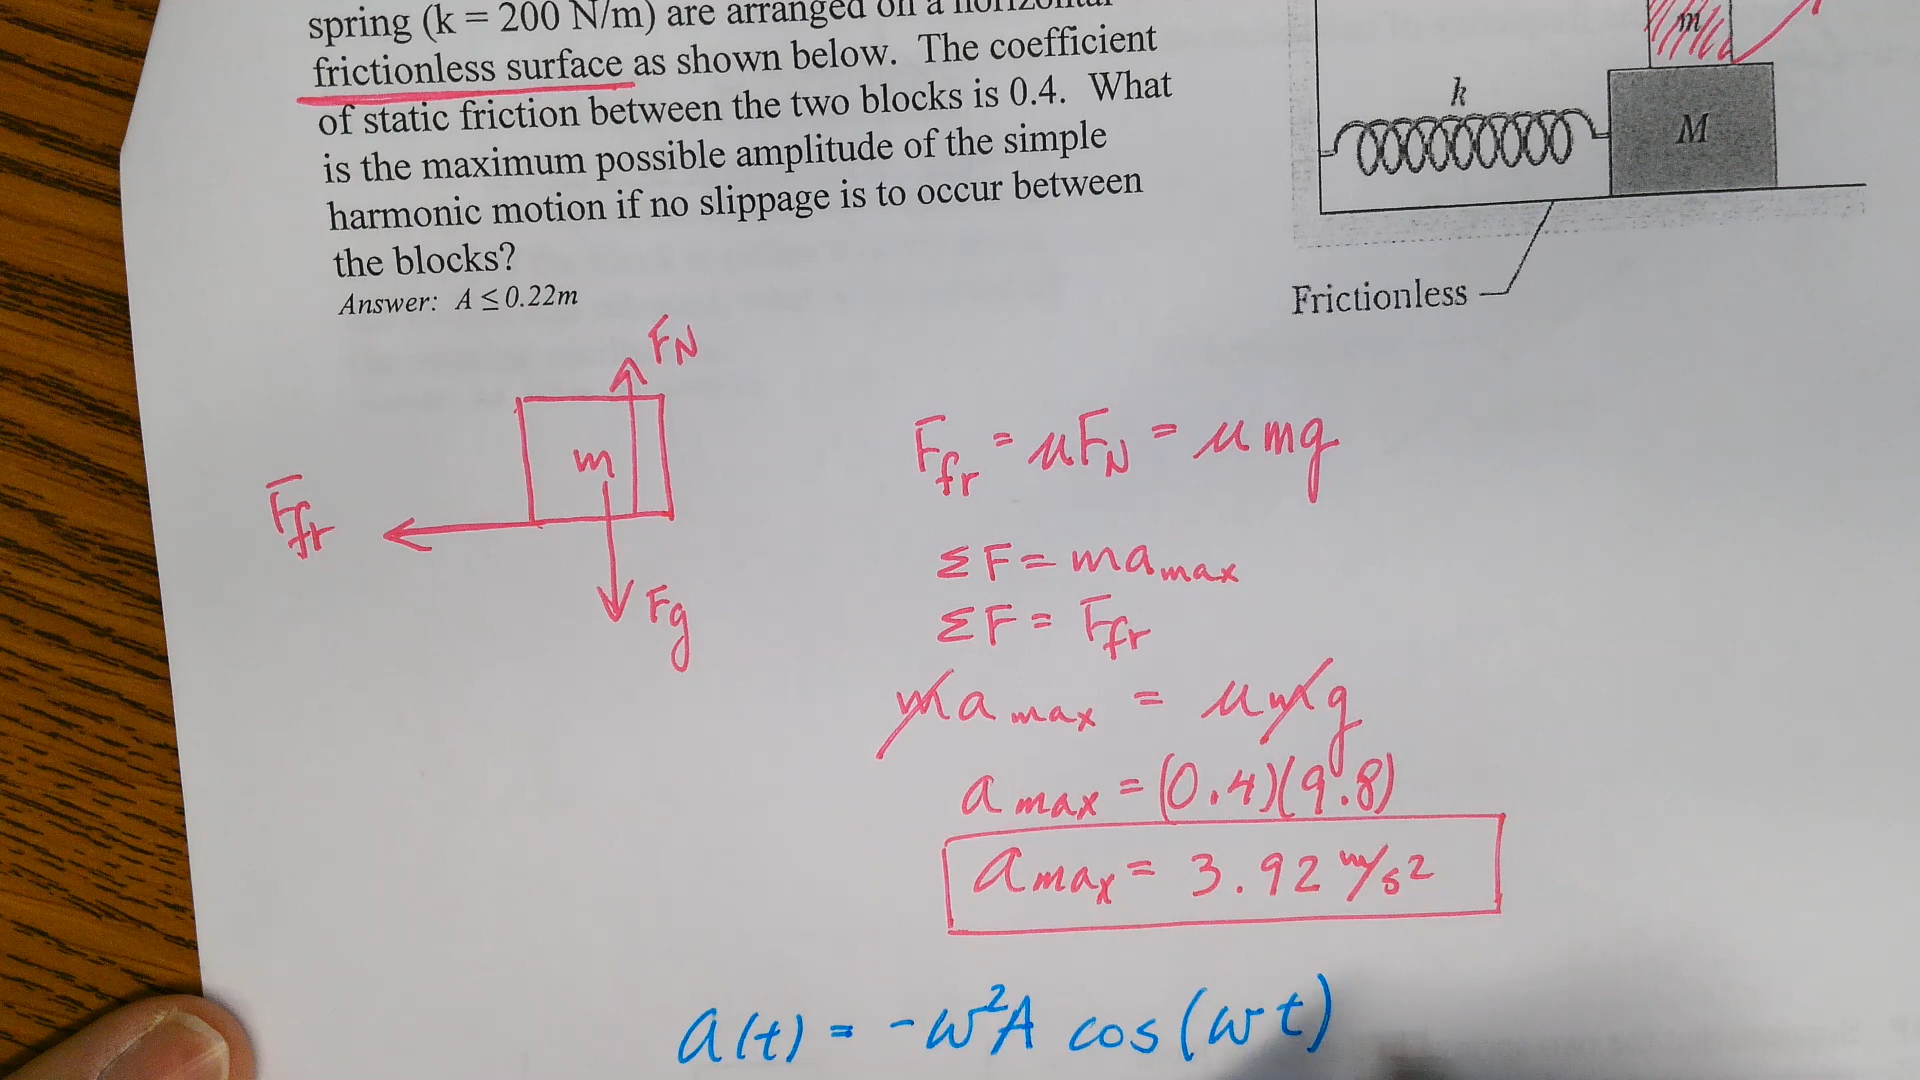 spring (k = 200 N/m) are arranged on a horizontal
frictionless surface as shown below. The coefficient
of static friction between the two blocks is 0.4. What
is the maximum possible amplitude of the simple
harmonic motion if no slippage is to occur between
the blocks?
Answer: A ≤ 0.22m
m
k
M
Frictionless
FN
m
Ffr
Fg
Ffr = μFN = μmg
ΣF = mamax
ΣF = Ffr
mamax = μmg
amax = (0.4)(9.8)
amax = 3.92 m/s2
a(t) = -w²A cos(wt)